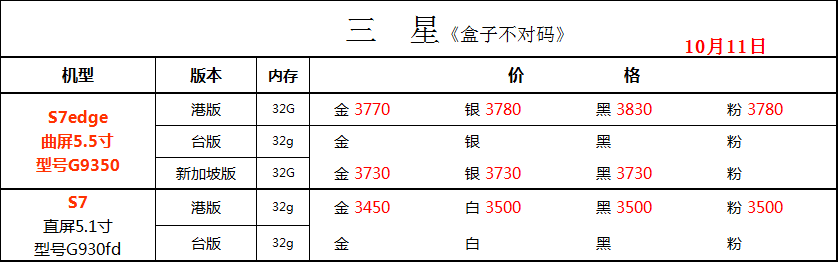 三 星《盒子不对码》
10月11日
机型 版本 内存 价 格
S7edge
曲屏5.5寸
型号G9350
港版 32G 金 3770 银 3780 黑 3830 粉 3780
台版 32g 金 银 黑 粉
新加坡版 32G 金 3730 银 3730 黑 3730 粉
S7
直屏5.1寸
型号G930fd
港版 32g 金 3450 白 3500 黑 3500 粉 3500
台版 32g 金 白 黑 粉